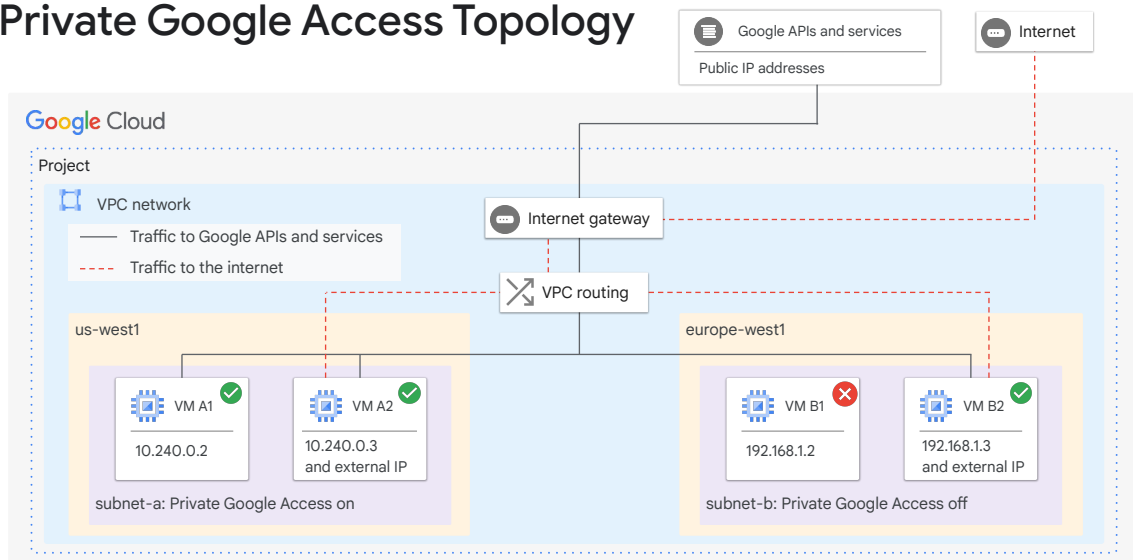 Private Google Access Topology
Google APIs and services
Public IP addresses
Internet
Google Cloud
Project
VPC network
Traffic to Google APIs and services
Traffic to the internet
Internet gateway
VPC routing
us-west1
VM A1
10.240.0.2
VM A2
10.240.0.3
and external IP
subnet-a: Private Google Access on
europe-west1
VM B1
192.168.1.2
VM B2
192.168.1.3
and external IP
subnet-b: Private Google Access off